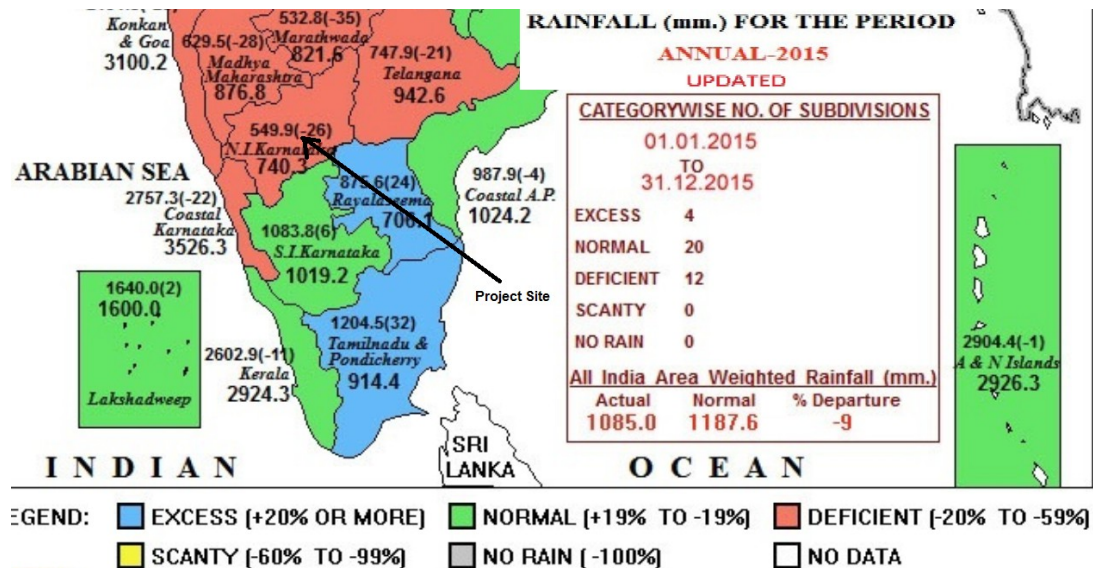 Konkan
& Goa
3100.2
629.5(-28)
Madhya
Maharashtra
876.8
532.8(-35)
Marathwada
821.6
747.9(-21)
Telangana
942.6
RAINFALL (mm.) FOR THE PERIOD
ANNUAL-2015
UPDATED
549.9(-26)
N.I.Karnataka
740.3
ARABIAN SEA
2757.3(-22)
Coastal
Karnataka
3526.3
875.6(24)
Rayalaseema
706.1
987.9(-4)
Coastal A.P.
1024.2
1083.8(6)
S.I.Karnataka
1019.2
Project Site
1640.0(2)
1600.0
Lakshadweep
1204.5(32)
Tamilnadu &
Pondicherry
914.4
2602.9(-11)
Kerala
2924.3
CATEGORYWISE NO. OF SUBDIVISIONS
01.01.2015
TO
31.12.2015
EXCESS 4
NORMAL 20
DEFICIENT 12
SCANTY 0
NO RAIN 0
All India Area Weighted Rainfall (mm.)
Actual Normal % Departure
1085.0 1187.6 -9
2904.4(-1)
A & N Islands
2926.3
SRI
LANKA
INDIAN OCEAN
EGEND: EXCESS (+20% OR MORE) NORMAL (+19% TO -19%) DEFICIENT (-20% TO -59%)
SCANTY (-60% TO -99%) NO RAIN ( -100%) NO DATA